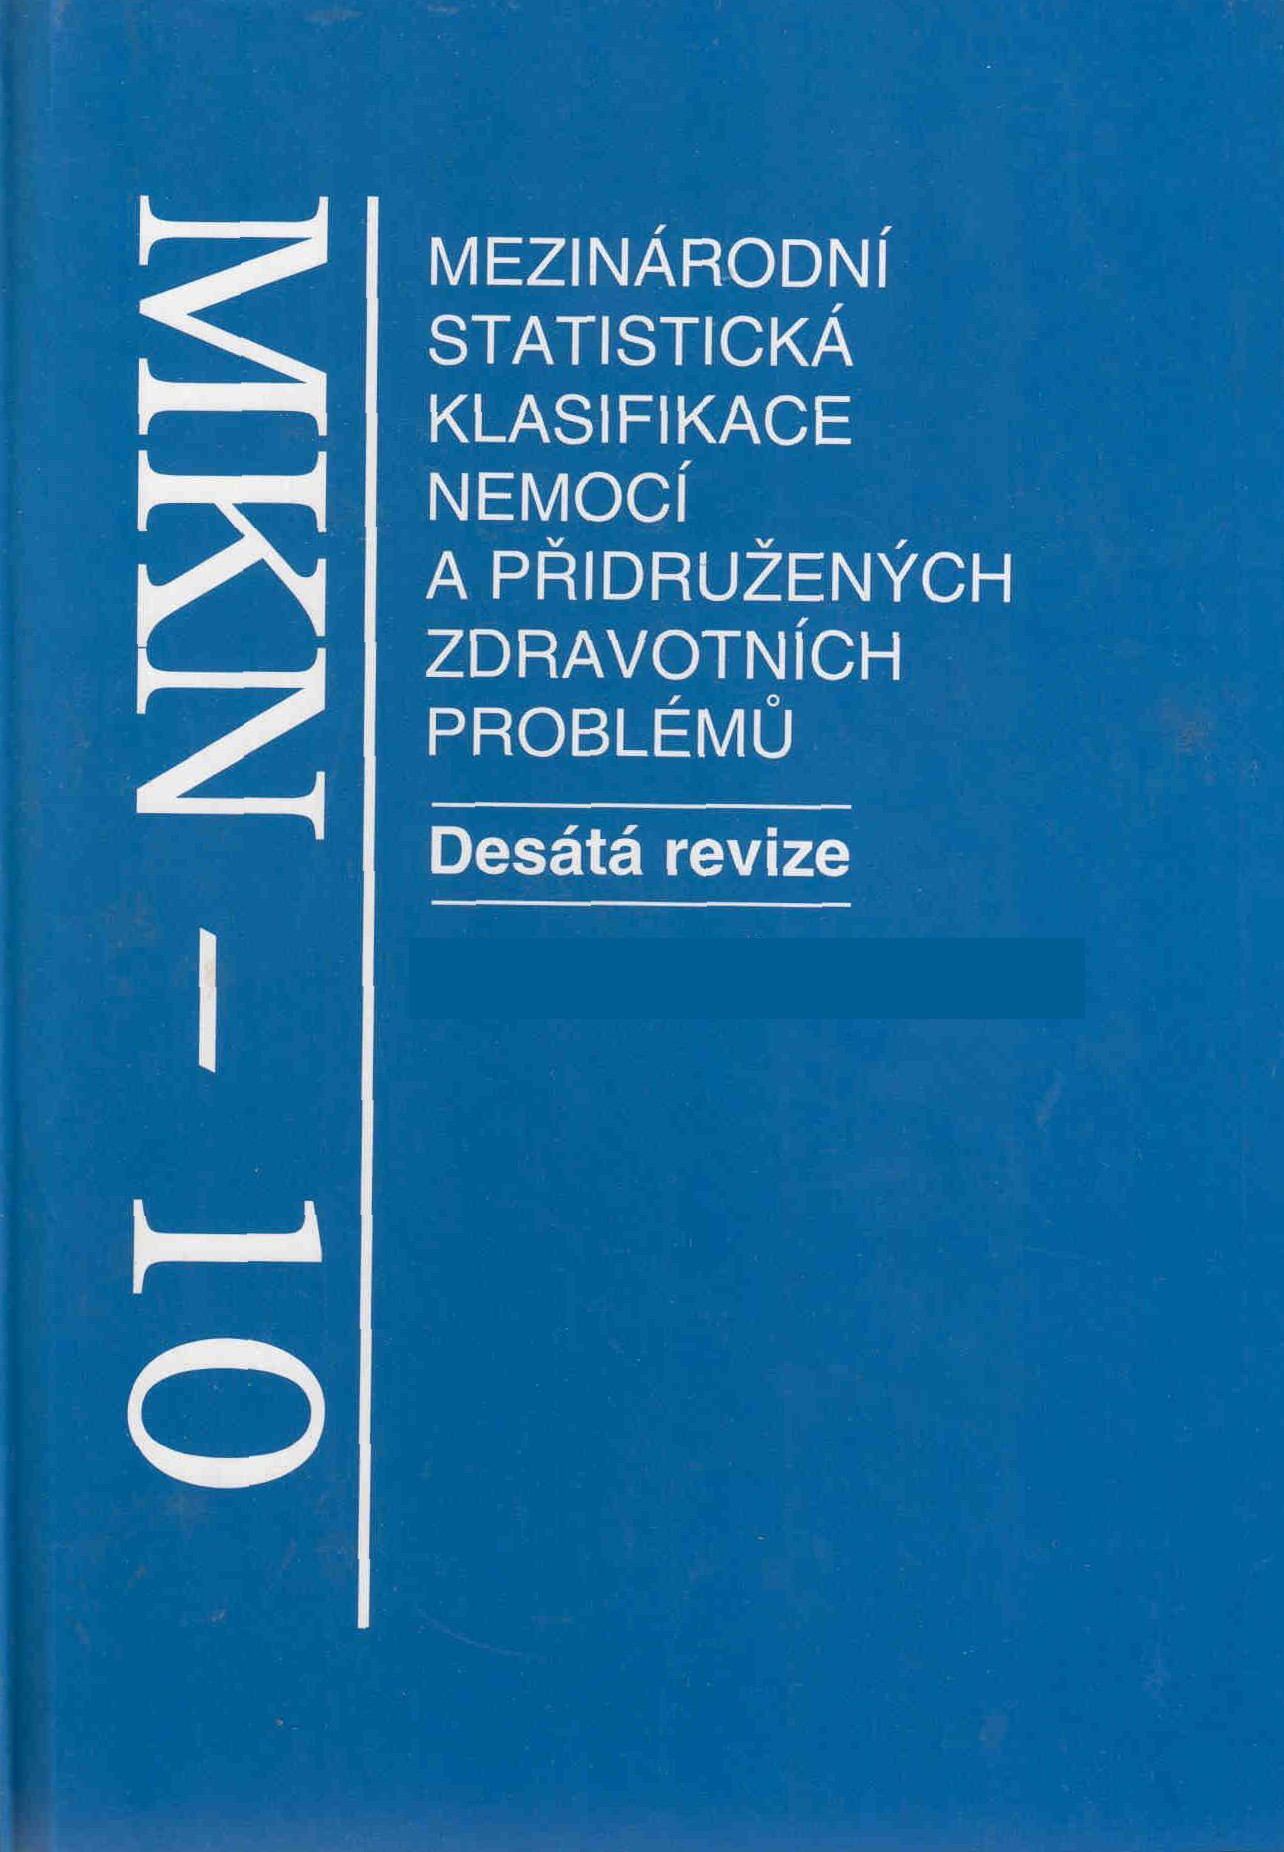 MKN – 10
MEZINÁRODNÍ
STATISTICKÁ
KLASIFIKACE
NEMOCÍ
A PŘIDRUŽENÝCH
ZDRAVOTNÍCH
PROBLÉMŮ
Desátá revize